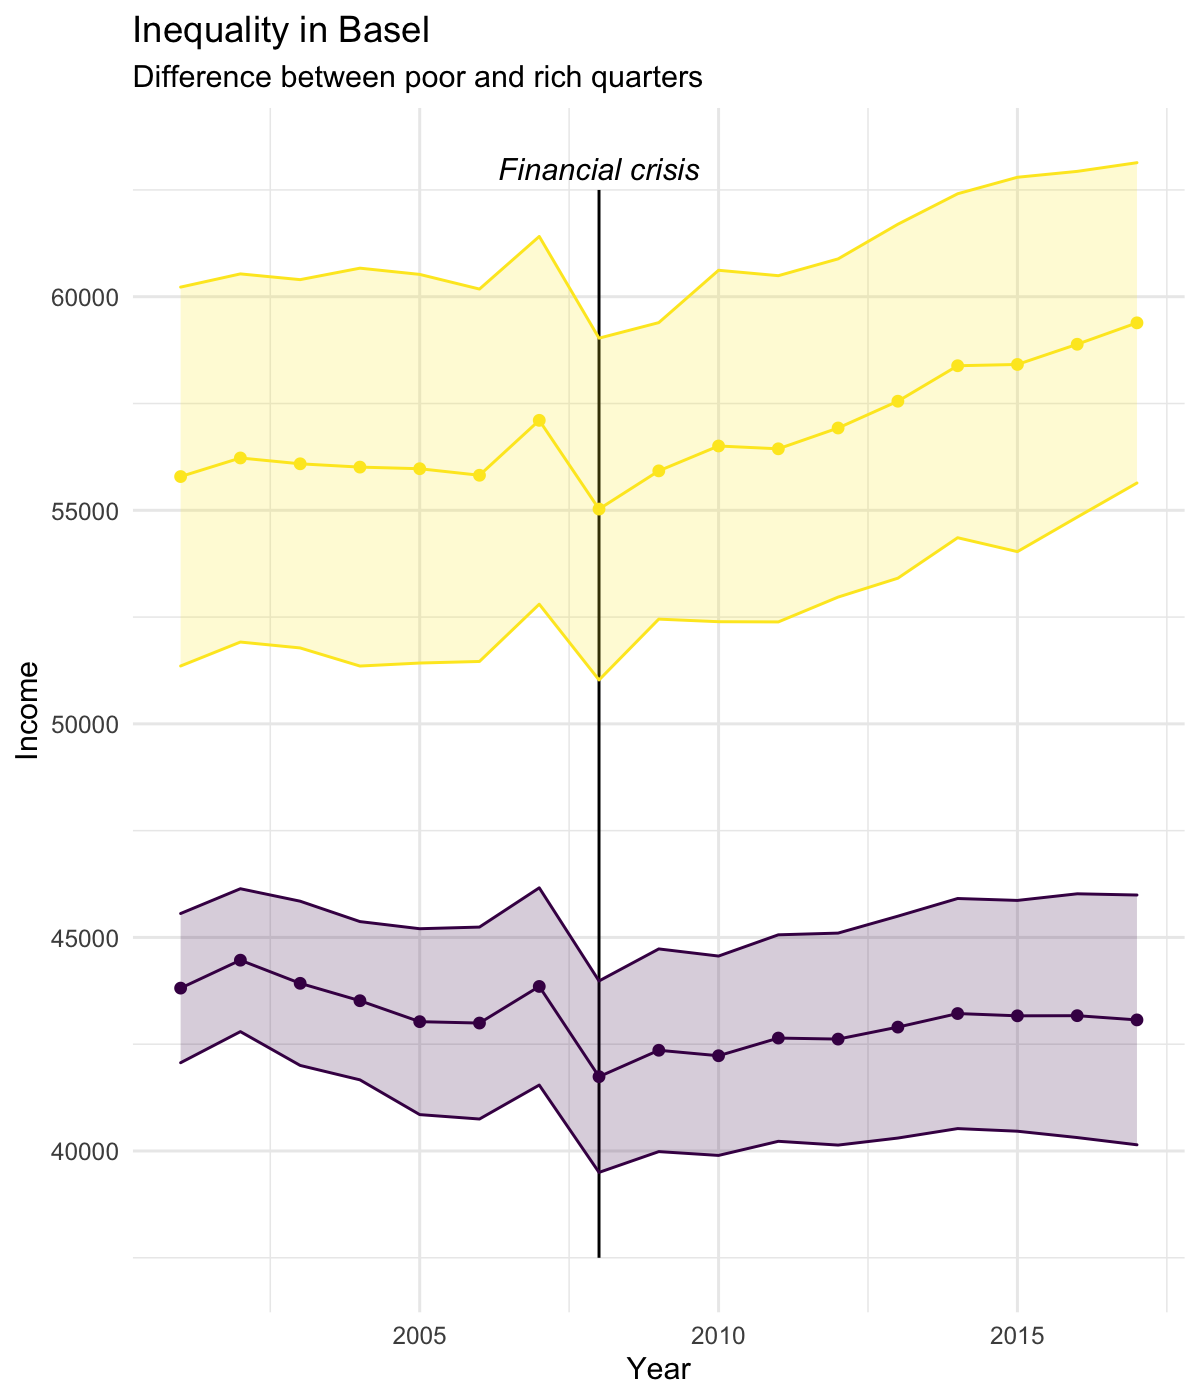 Inequality in Basel
Difference between poor and rich quarters
Financial crisis
60000
55000
50000
45000
40000
Income
2005 2010 2015
Year